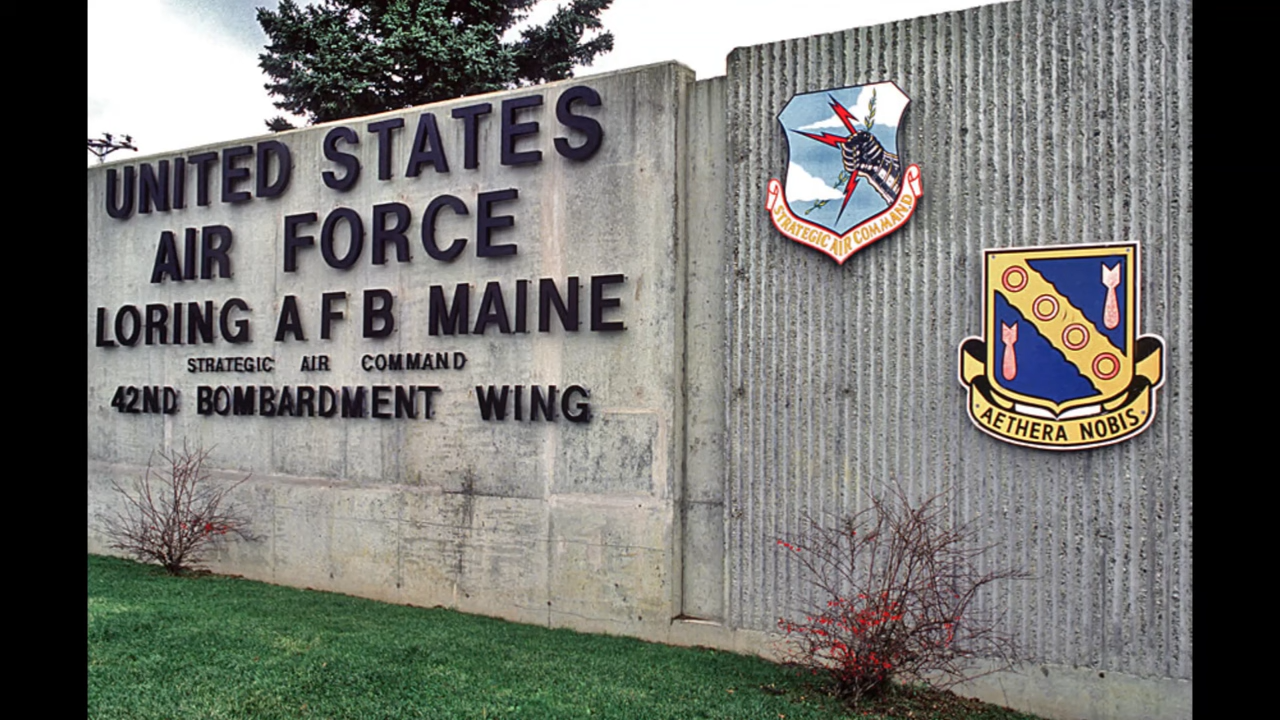 UNITED STATES
AIR FORCE
LORING AFB MAINE
STRATEGIC AIR COMMAND
42ND BOMBARDMENT WING
STRATEGIC AIR COMMAND
AETHERA NOBIS